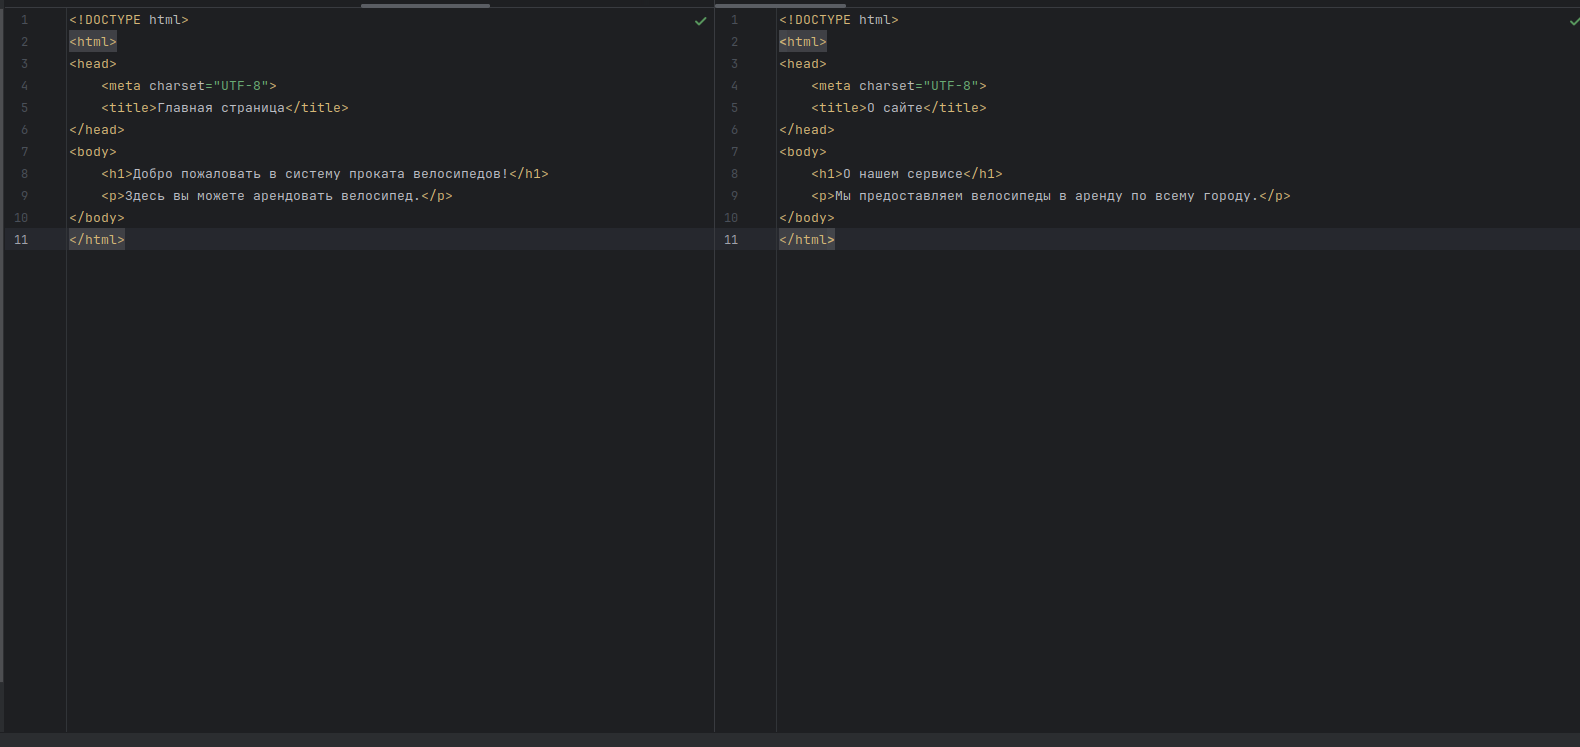 1 <!DOCTYPE html>
2 <html>
3 <head>
4     <meta charset="UTF-8">
5     <title>Главная страница</title>
6 </head>
7 <body>
8     <h1>Добро пожаловать в систему проката велосипедов!</h1>
9     <p>Здесь вы можете арендовать велосипед.</p>
10 </body>
11 </html>
1 <!DOCTYPE html>
2 <html>
3 <head>
4     <meta charset="UTF-8">
5     <title>О сайте</title>
6 </head>
7 <body>
8     <h1>О нашем сервисе</h1>
9     <p>Мы предоставляем велосипеды в аренду по всему городу.</p>
10 </body>
11 </html>